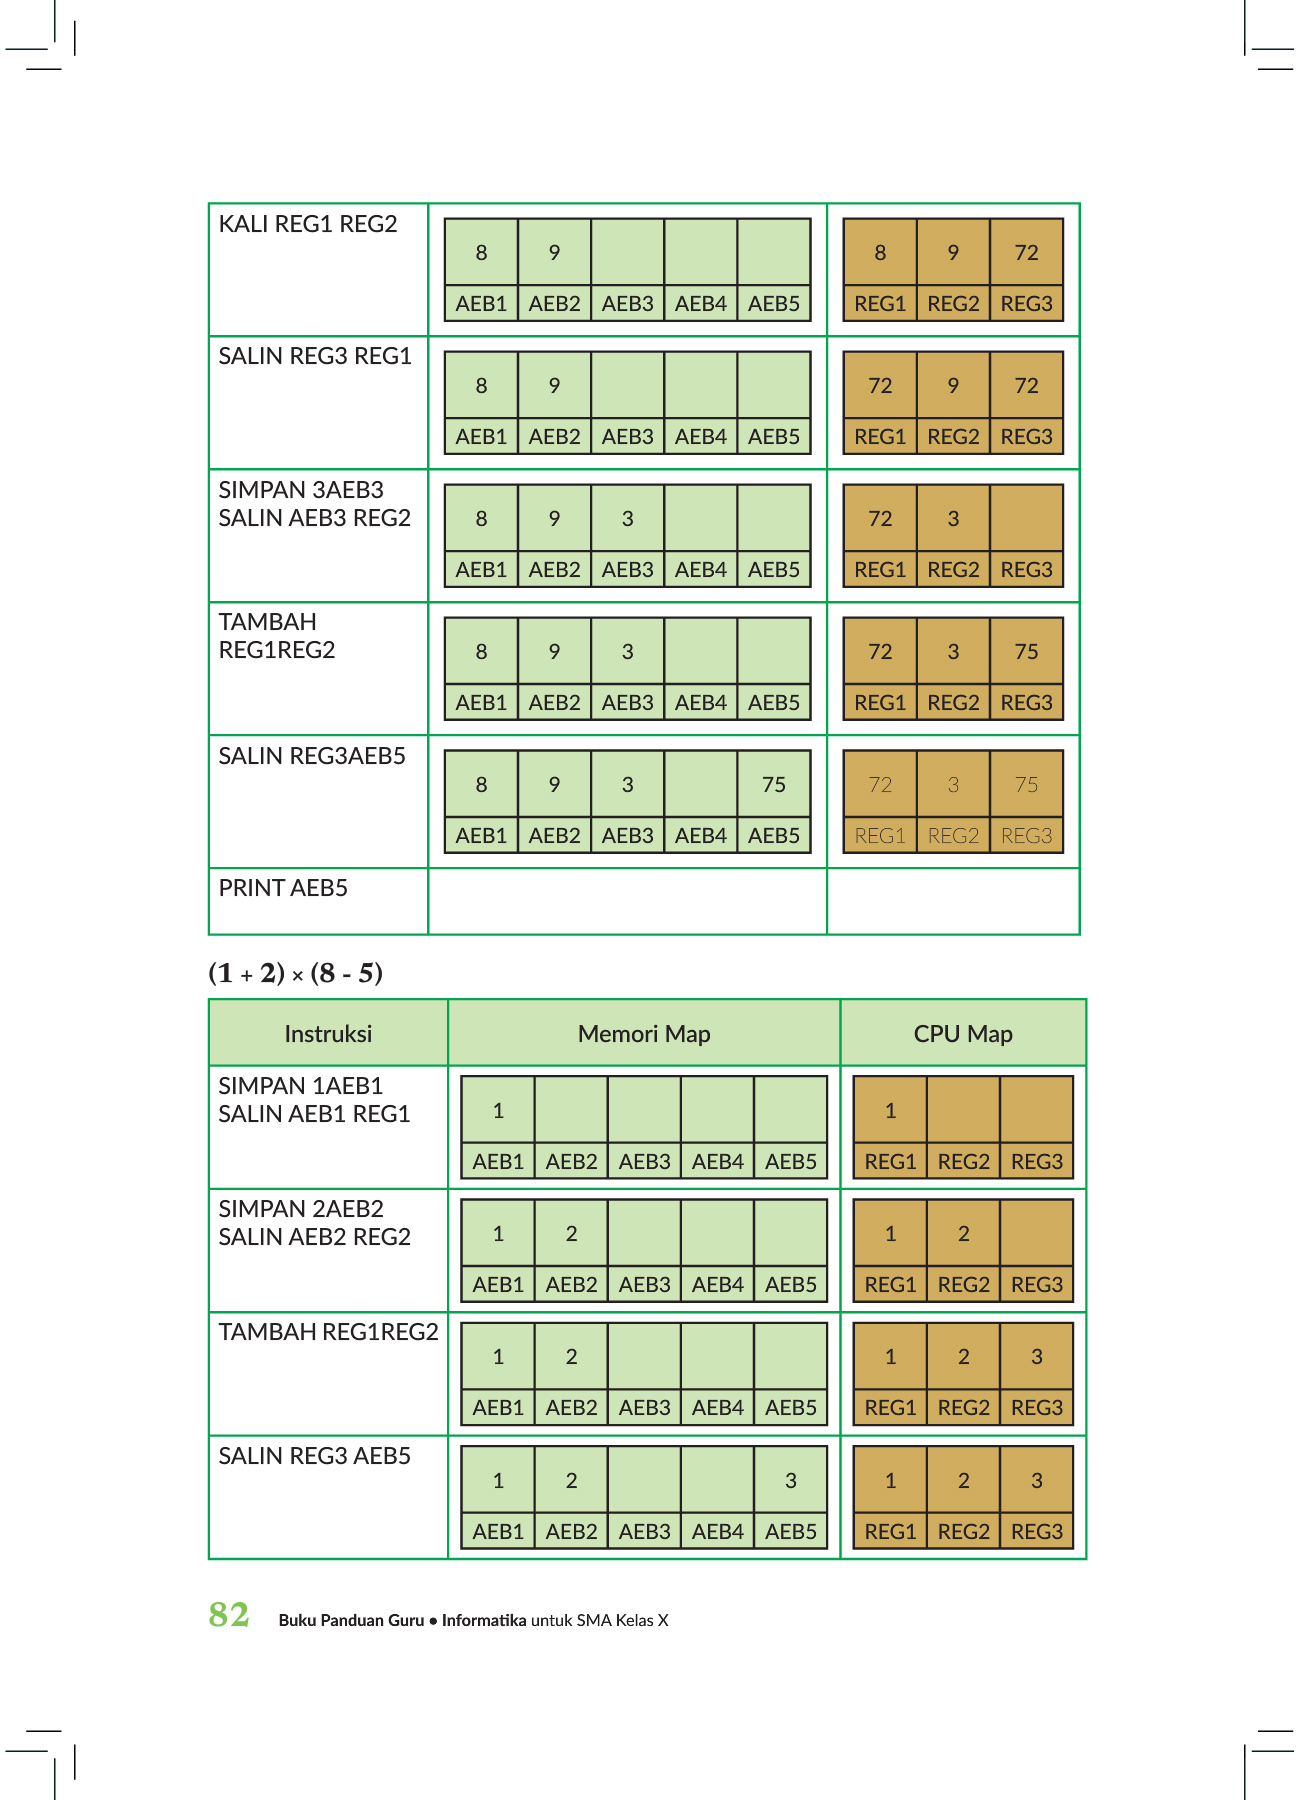 KALI REG1 REG2
8 9 8 9 72
AEB1 AEB2 AEB3 AEB4 AEB5 REG1 REG2 REG3
SALIN REG3 REG1
8 9 72 9 72
AEB1 AEB2 AEB3 AEB4 AEB5 REG1 REG2 REG3
SIMPAN 3AEB3
SALIN AEB3 REG2
8 9 3 72 3
AEB1 AEB2 AEB3 AEB4 AEB5 REG1 REG2 REG3
TAMBAH
REG1REG2
8 9 3 72 3 75
AEB1 AEB2 AEB3 AEB4 AEB5 REG1 REG2 REG3
SALIN REG3AEB5
8 9 3 75 72 3 75
AEB1 AEB2 AEB3 AEB4 AEB5 REG1 REG2 REG3
PRINT AEB5
(1 + 2) × (8 - 5)
Instruksi Memori Map CPU Map
SIMPAN 1AEB1
SALIN AEB1 REG1
1 1
AEB1 AEB2 AEB3 AEB4 AEB5 REG1 REG2 REG3
SIMPAN 2AEB2
SALIN AEB2 REG2
1 2 1 2
AEB1 AEB2 AEB3 AEB4 AEB5 REG1 REG2 REG3
TAMBAH REG1REG2
1 2 1 2 3
AEB1 AEB2 AEB3 AEB4 AEB5 REG1 REG2 REG3
SALIN REG3 AEB5
1 2 3 1 2 3
AEB1 AEB2 AEB3 AEB4 AEB5 REG1 REG2 REG3
82 Buku Panduan Guru • Informatika untuk SMA Kelas X